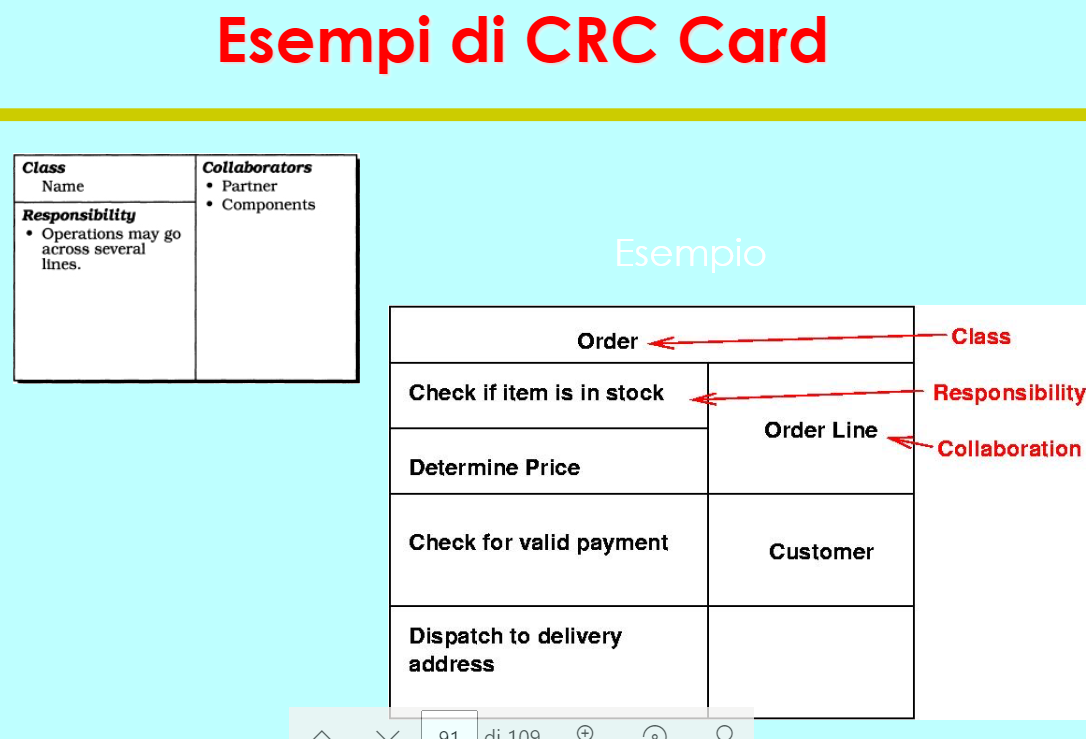 Esempi di CRC Card
Class
Name
Collaborators
• Partner
• Components
Responsibility
• Operations may go
across several
lines.
Esempio
Order
Class
Check if item is in stock
Responsibility
Order Line
Collaboration
Determine Price
Check for valid payment
Customer
Dispatch to delivery
address
91 di 109